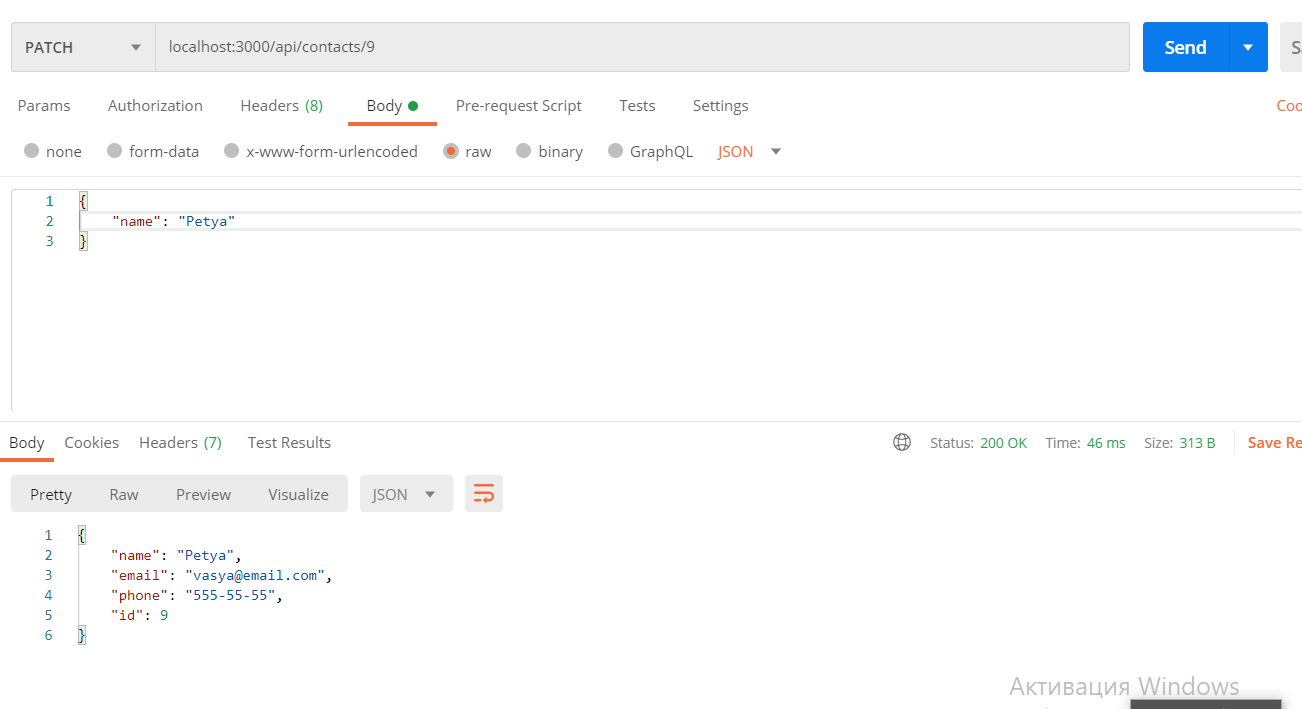 PATCH localhost:3000/api/contacts/9 Send
Params Authorization Headers (8) Body Pre-request Script Tests Settings Coo
none form-data x-www-form-urlencoded raw binary GraphQL JSON
1 {
2 "name": "Petya"
3 }
Body Cookies Headers (7) Test Results Status: 200 OK Time: 46 ms Size: 313 B Save Re
Pretty Raw Preview Visualize JSON
1 {
2 "name": "Petya",
3 "email": "vasya@email.com",
4 "phone": "555-55-55",
5 "id": 9
6 }
Активация Windows